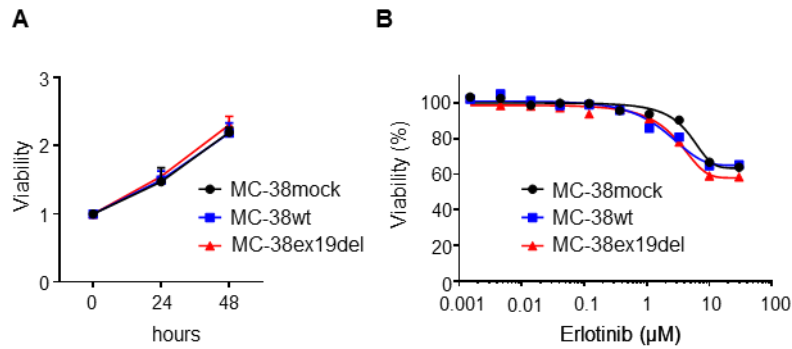 A
Viability
3
2
1
0
0
24
48
hours
MC-38mock
MC-38wt
MC-38ex19del
B
Viability (%)
100
80
60
40
20
0
0.001
0.01
0.1
1
10
100
Erlotinib (µM)
MC-38mock
MC-38wt
MC-38ex19del